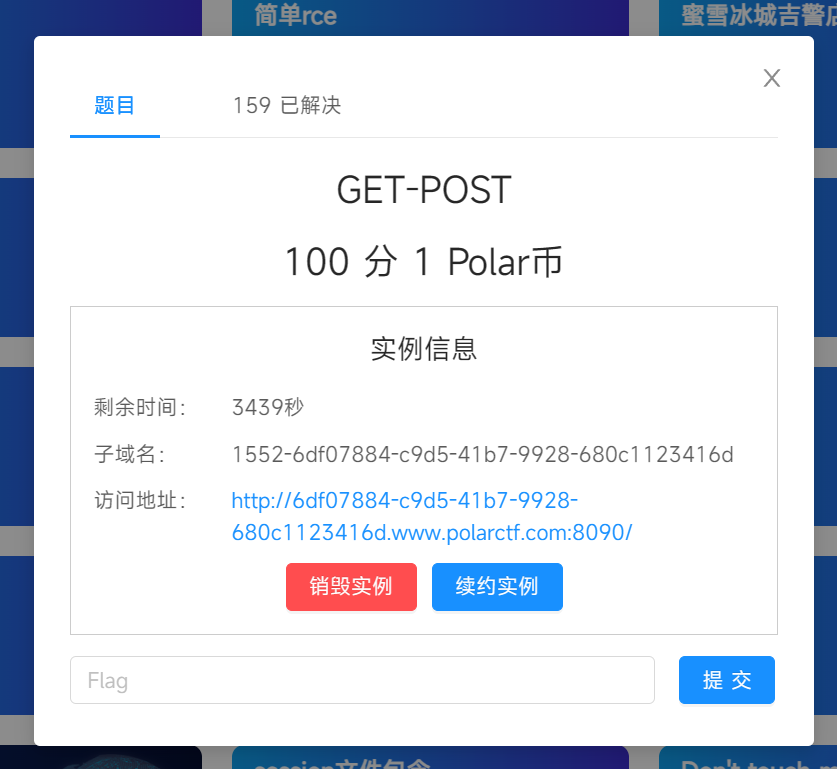 简单rce
蜜雪冰城吉警店
题目
159 已解决
GET-POST
100 分 1 Polar币
实例信息
剩余时间：
3439秒
子域名：
1552-6df07884-c9d5-41b7-9928-680c1123416d
访问地址：
http://6df07884-c9d5-41b7-9928-
680c1123416d.www.polarctf.com:8090/
销毁实例
续约实例
Flag
提 交
session文件包含
Don't touch me